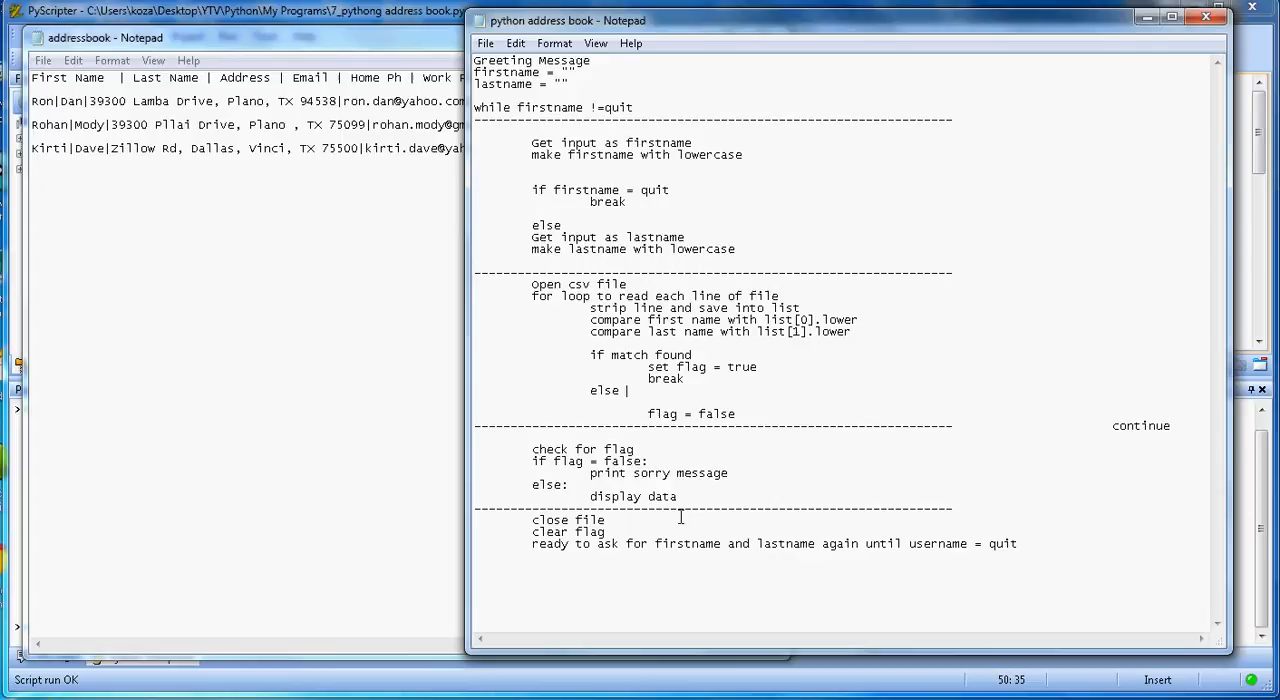 PyScripter - C:\Users\koza\Desktop\YTV\Python\My Programs\7_pythong address book.py
addressbook - Notepad
File Edit Format View Help
First Name | Last Name | Address | Email | Home Ph | Work
Ron|Dan|39300 Lamba Drive, Plano, TX 94538|ron.dan@yahoo.com
Rohan|Mody|39300 Pllai Drive, Plano , TX 75099|rohan.mody@gm
Kirti|Dave|Zillow Rd, Dallas, Vinci, TX 75500|kirti.dave@yah
python address book - Notepad
File Edit Format View Help
Greeting Message
firstname = ""
lastname = ""
while firstname !=quit
------------------------------------------------------------------
Get input as firstname
make firstname with lowercase
if firstname = quit
break
else
Get input as lastname
make lastname with lowercase
------------------------------------------------------------------
Open csv file
for loop to read each line of file
strip line and save into list
compare first name with list[0].lower
compare last name with list[1].lower
if match found
set flag = true
break
else
flag = false
------------------------------------------------------------------ continue
check for flag
if flag = false:
print sorry message
else:
display data
------------------------------------------------------------------
close file
clear flag
ready to ask for firstname and lastname again until username = quit
Script run OK
50: 35
Insert